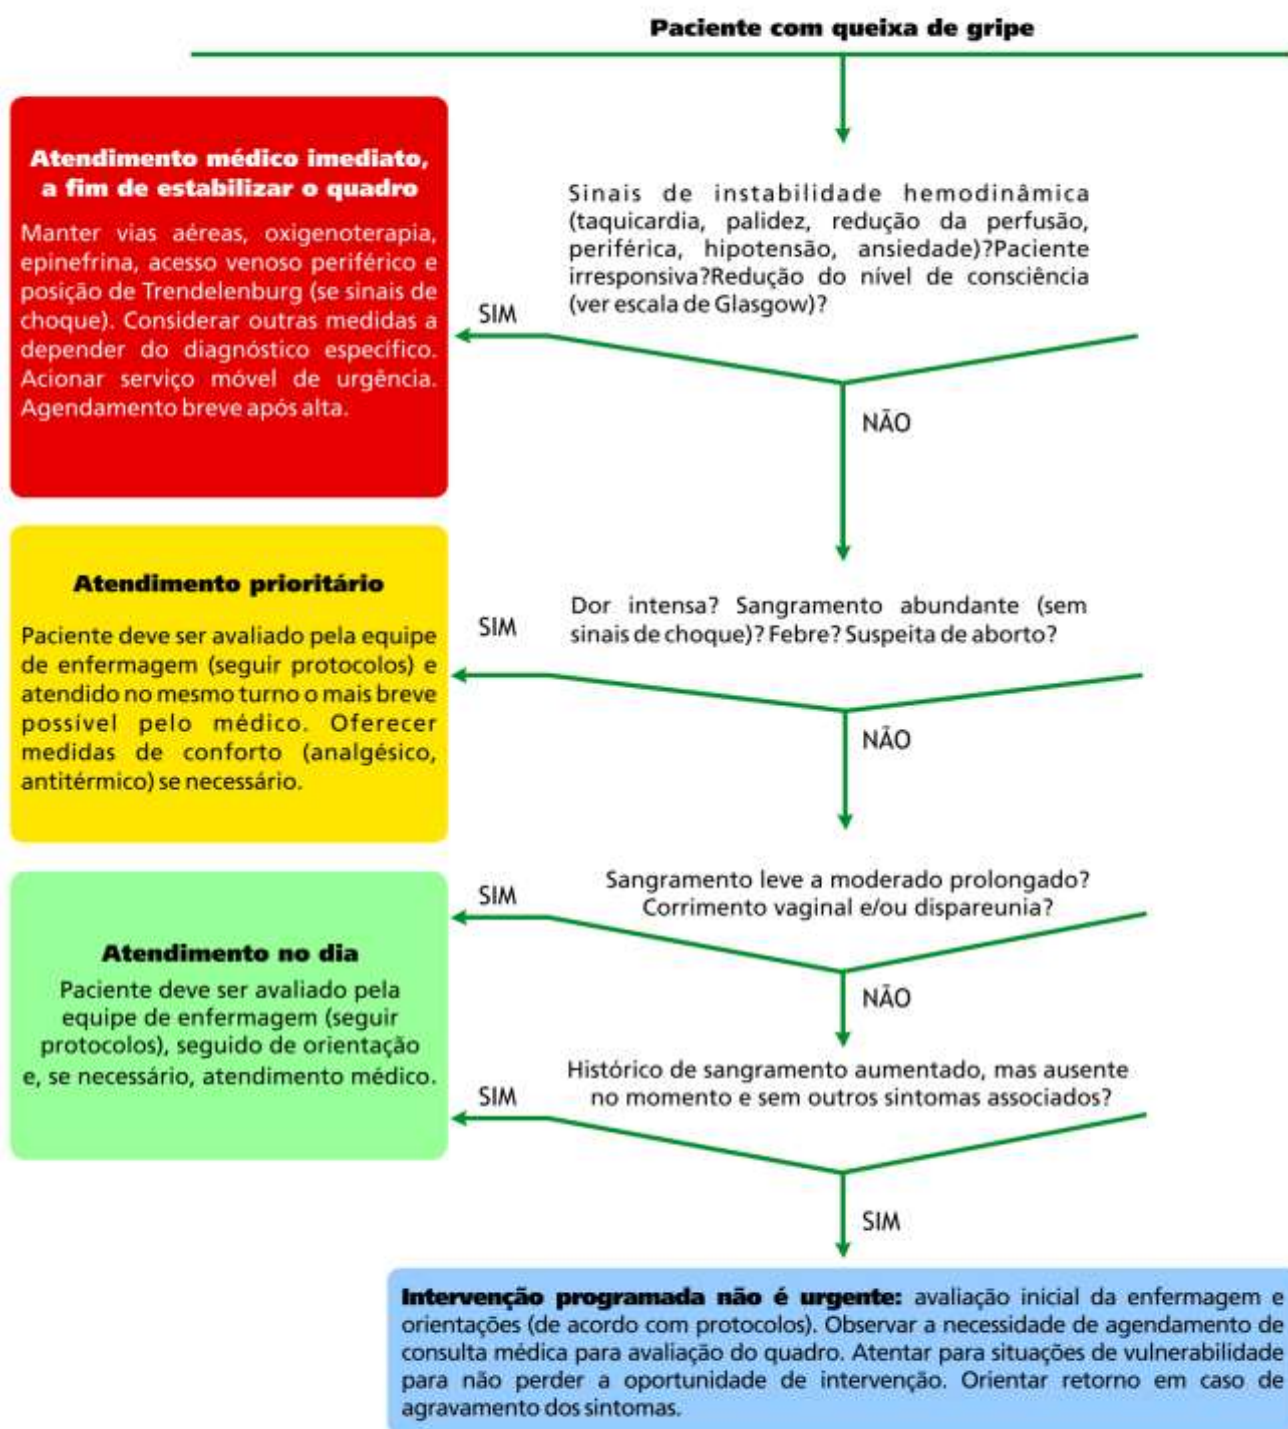 Paciente com queixa de gripe
Atendimento médico imediato,
a fim de estabilizar o quadro
Manter vias aéreas, oxigenoterapia,
epinefrina, acesso venoso periférico e
posição de Trendelenburg (se sinais de
choque). Considerar outras medidas a
depender do diagnóstico específico.
Acionar serviço móvel de urgência.
Agendamento breve após alta.
Sinais de instabilidade hemodinâmica
(taquicardia, palidez, redução da perfusão,
periférica, hipotensão, ansiedade)?Paciente
irresponsiva?Redução do nível de consciência
(ver escala de Glasgow)?
SIM
NÃO
Atendimento prioritário
Paciente deve ser avaliado pela equipe
de enfermagem (seguir protocolos) e
atendido no mesmo turno o mais breve
possível pelo médico. Oferecer
medidas de conforto (analgésico,
antitérmico) se necessário.
Dor intensa? Sangramento abundante (sem
sinais de choque)? Febre? Suspeita de aborto?
SIM
NÃO
Atendimento no dia
Paciente deve ser avaliado pela
equipe de enfermagem (seguir
protocolos), seguido de orientação
e, se necessário, atendimento médico.
Sangramento leve a moderado prolongado?
Corrimento vaginal e/ou dispareunia?
SIM
NÃO
Histórico de sangramento aumentado, mas ausente
no momento e sem outros sintomas associados?
SIM
SIM
Intervenção programada não é urgente: avaliação inicial da enfermagem e
orientações (de acordo com protocolos). Observar a necessidade de agendamento de
consulta médica para avaliação do quadro. Atentar para situações de vulnerabilidade
para não perder a oportunidade de intervenção. Orientar retorno em caso de
agravamento dos sintomas.